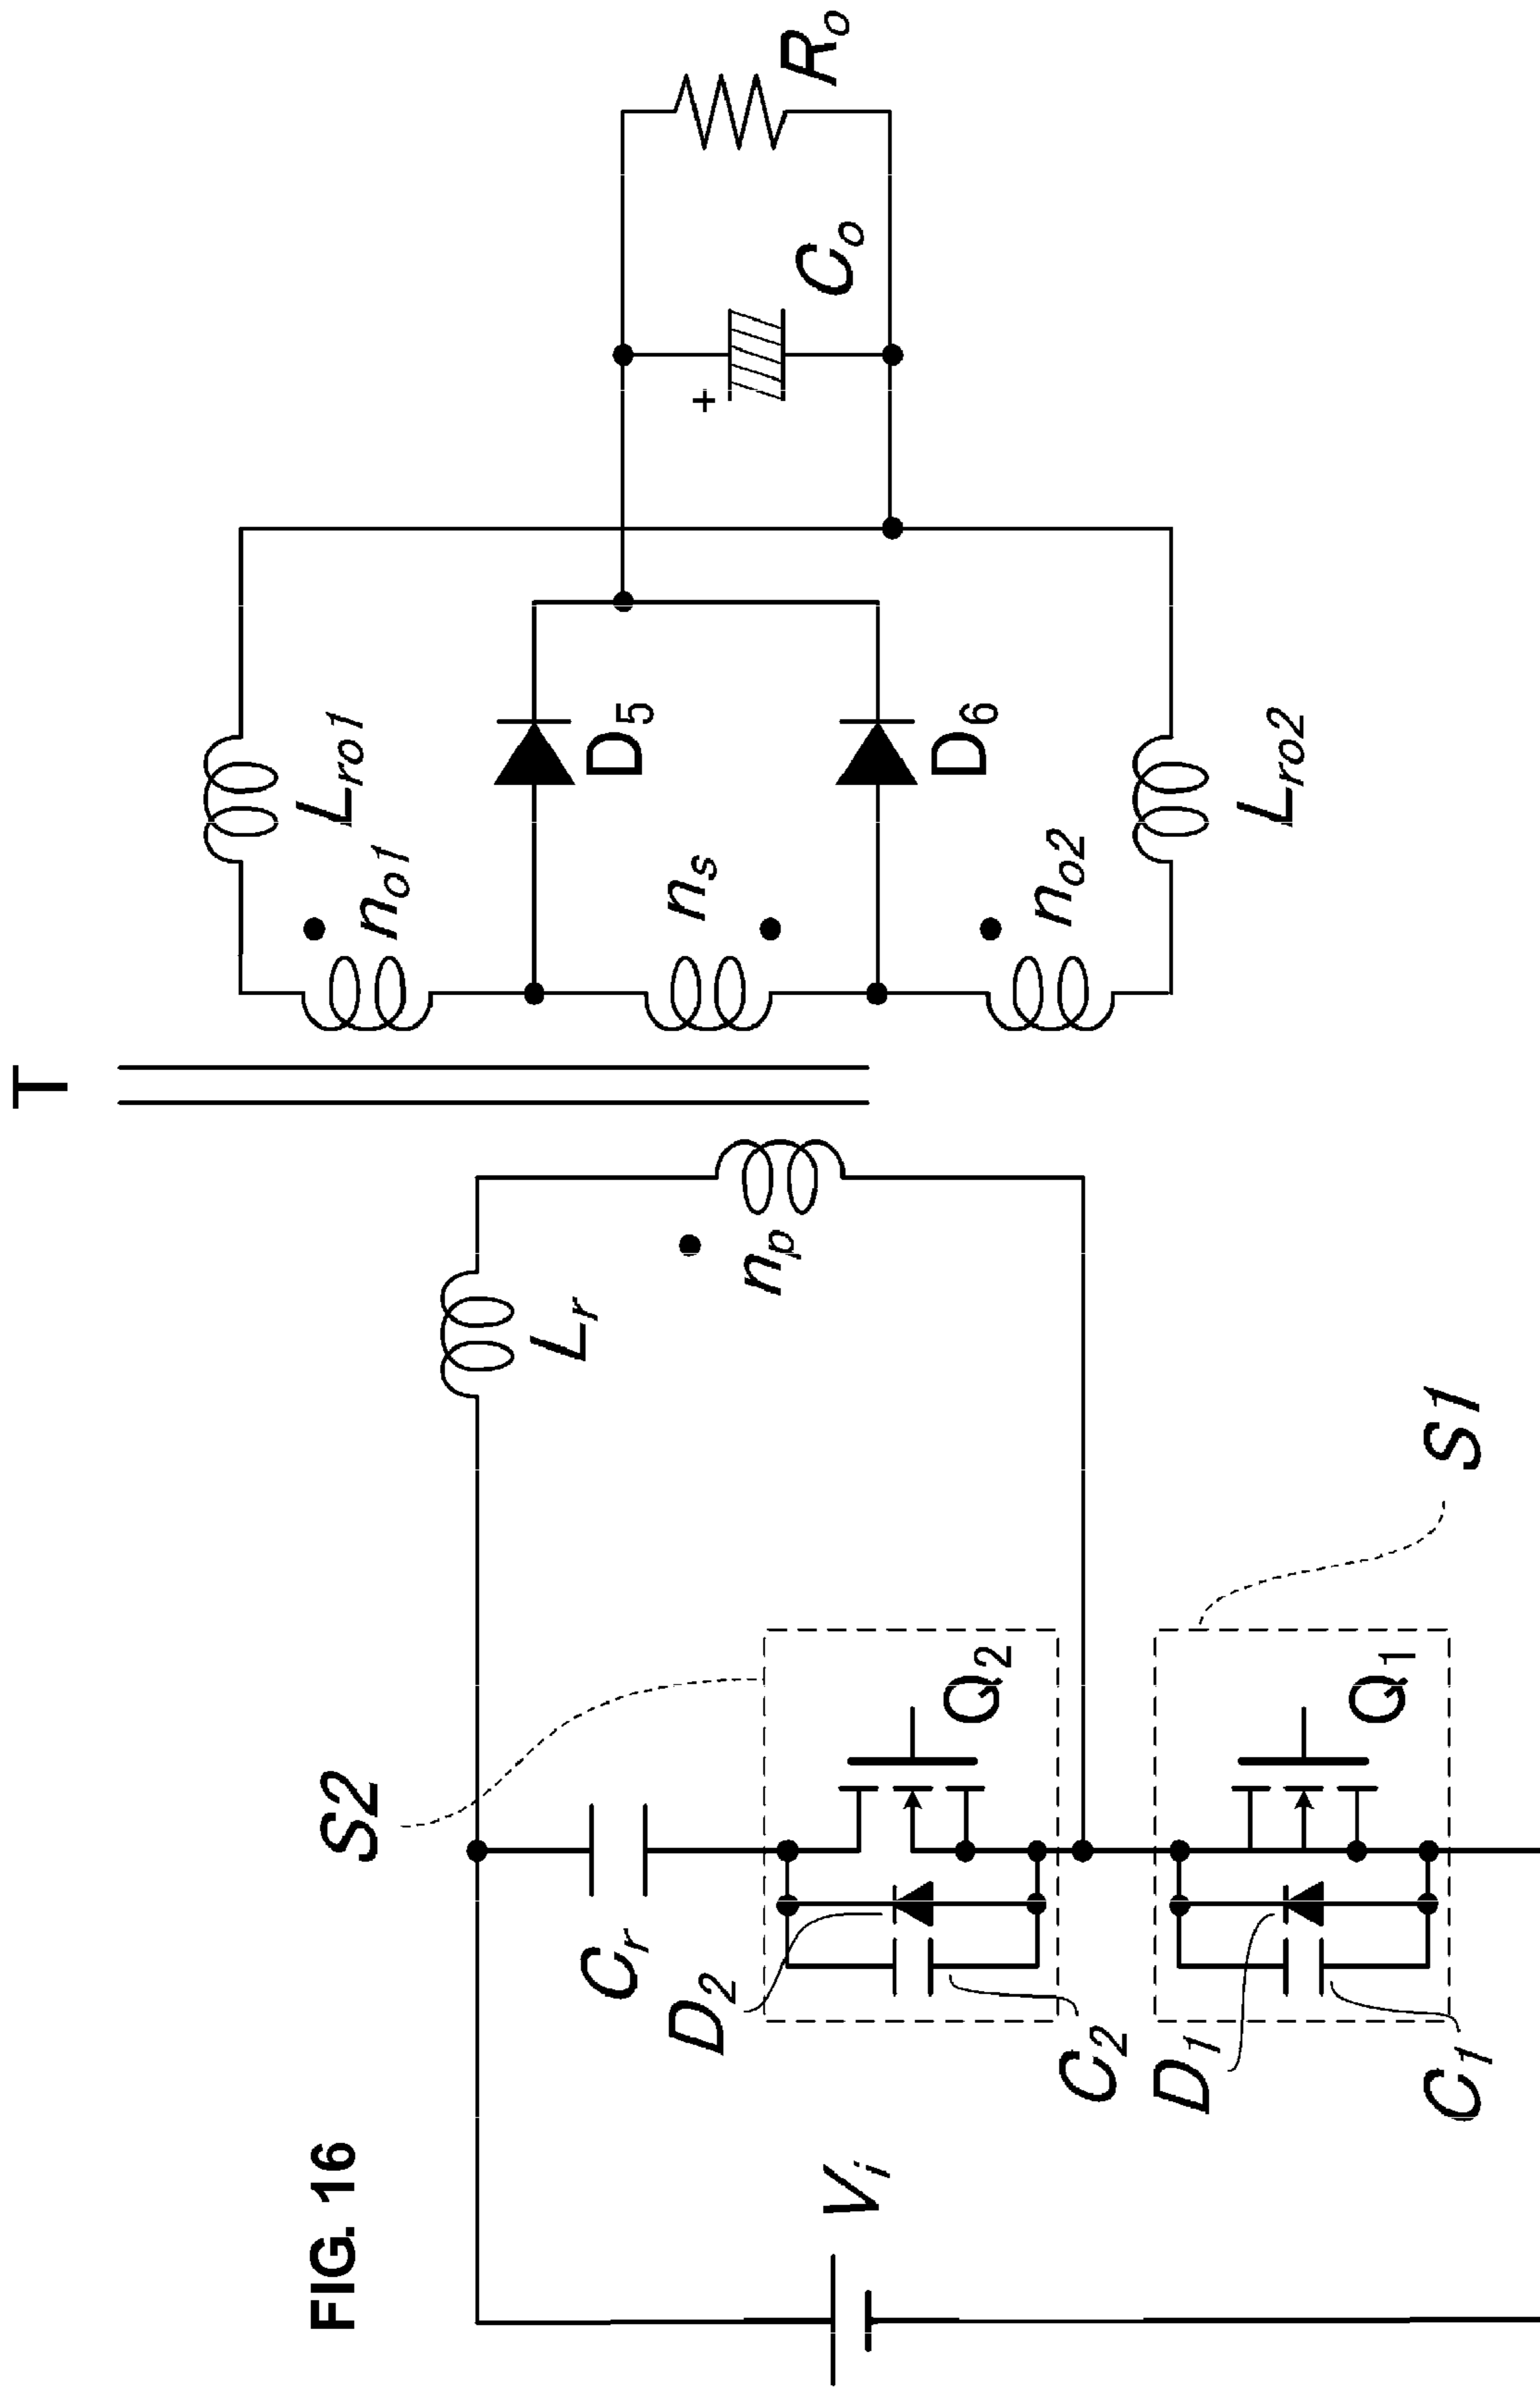 FIG. 16
T
S2
Lr
np
no1
Lro1
ns
D5
no2
D6
Lro2
Co
+
Ro
Cr
D2
Q2
C2
Vi
D1
Q1
C1
S1